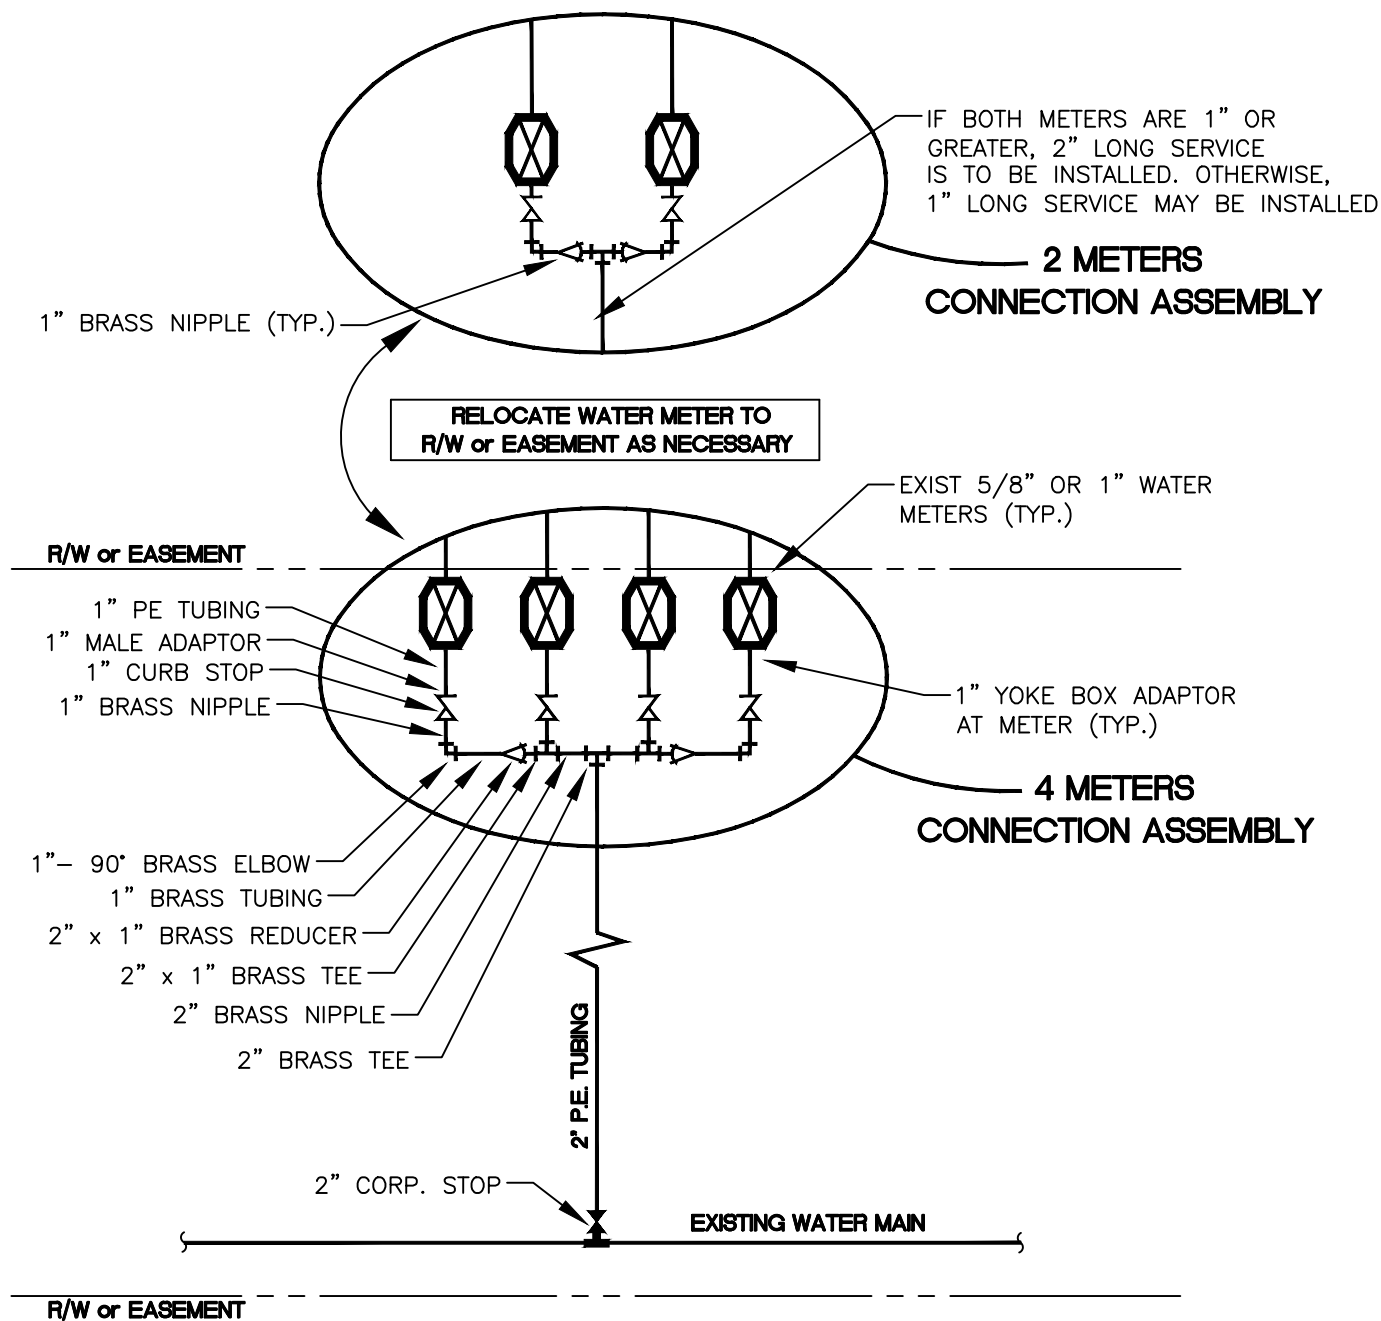 IF BOTH METERS ARE 1” OR
GREATER, 2” LONG SERVICE
IS TO BE INSTALLED. OTHERWISE,
1” LONG SERVICE MAY BE INSTALLED
2 METERS
CONNECTION ASSEMBLY
1” BRASS NIPPLE (TYP.)
RELOCATE WATER METER TO
R/W or EASEMENT AS NECESSARY
EXIST 5/8” OR 1” WATER
METERS (TYP.)
R/W or EASEMENT
1” PE TUBING
1” MALE ADAPTOR
1” CURB STOP
1” BRASS NIPPLE
1” YOKE BOX ADAPTOR
AT METER (TYP.)
4 METERS
CONNECTION ASSEMBLY
1”– 90° BRASS ELBOW
1” BRASS TUBING
2” x 1” BRASS REDUCER
2” x 1” BRASS TEE
2” BRASS NIPPLE
2” BRASS TEE
2” P.E. TUBING
2” CORP. STOP
EXISTING WATER MAIN
R/W or EASEMENT